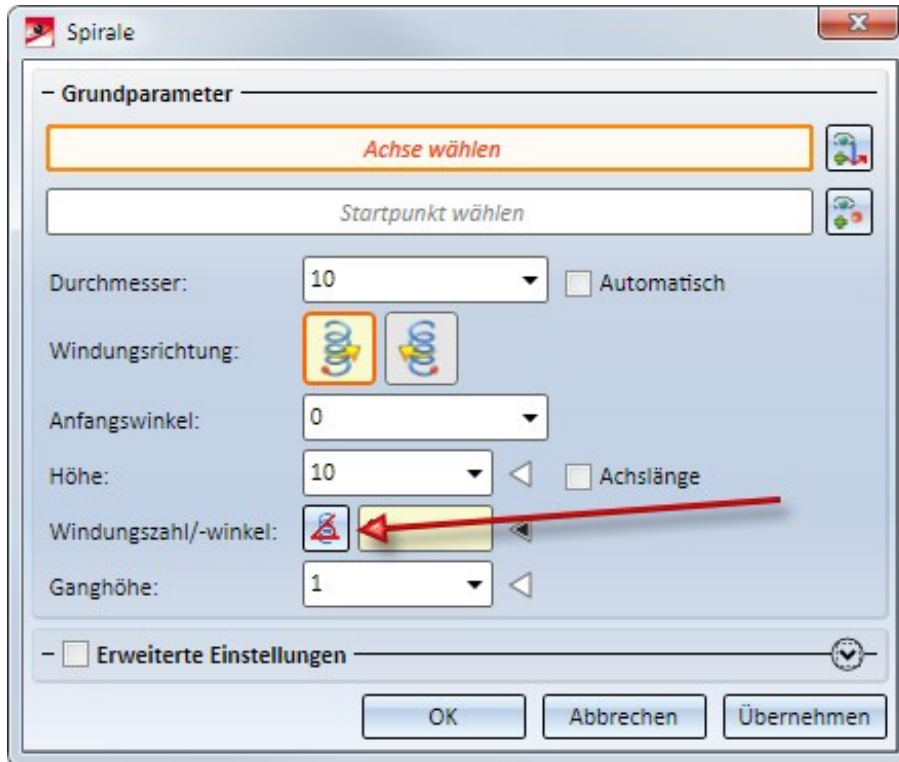 Spirale
Grundparameter
Achse wählen
Startpunkt wählen
Durchmesser: 10 Automatisch
Windungsrichtung:
Anfangswinkel: 0
Höhe: 10 Achslänge
Windungszahl/-winkel:
Ganghöhe: 1
Erweiterte Einstellungen
OK Abbrechen Übernehmen